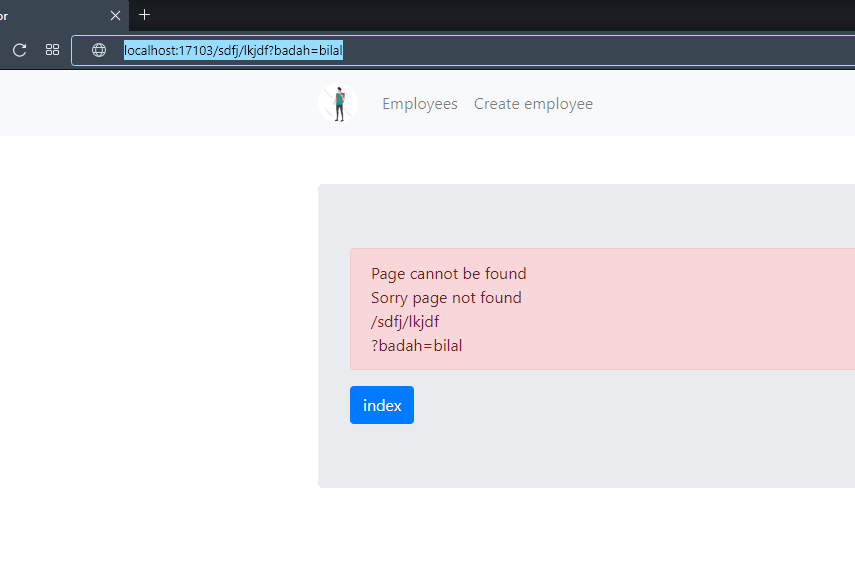 or
localhost:17103/sdfj/lkjdf?badah=bilal
Employees Create employee
Page cannot be found
Sorry page not found
/sdfj/lkjdf
?badah=bilal
index